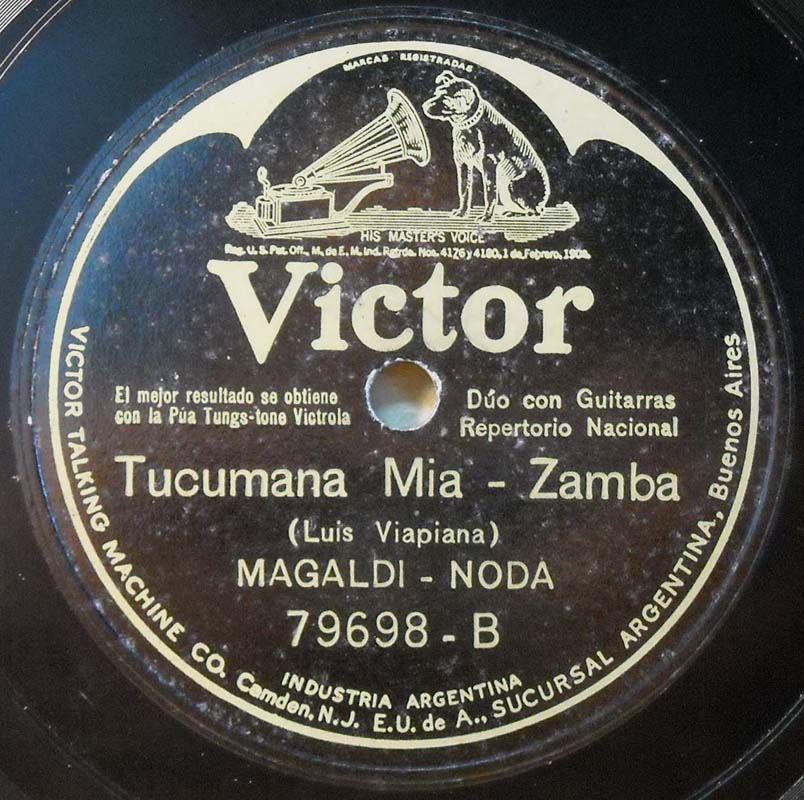 MARCAS REGISTRADAS
HIS MASTER'S VOICE
Reg. U. S. Pat. Off., M. de E., M. Ind. Rgtrda. Nos. 4176 y 4180, 1 de Febrero, 1908.
Victor
El mejor resultado se obtiene
con la Púa Tungs-tone Victrola
Dúo con Guitarras
Repertorio Nacional
Tucumana Mia - Zamba
(Luis Viapiana)
MAGALDI - NODA
79698 - B
INDUSTRIA ARGENTINA
VICTOR TALKING MACHINE CO. Camden, N. J. E.U. de A., SUCURSAL ARGENTINA, Buenos Aires